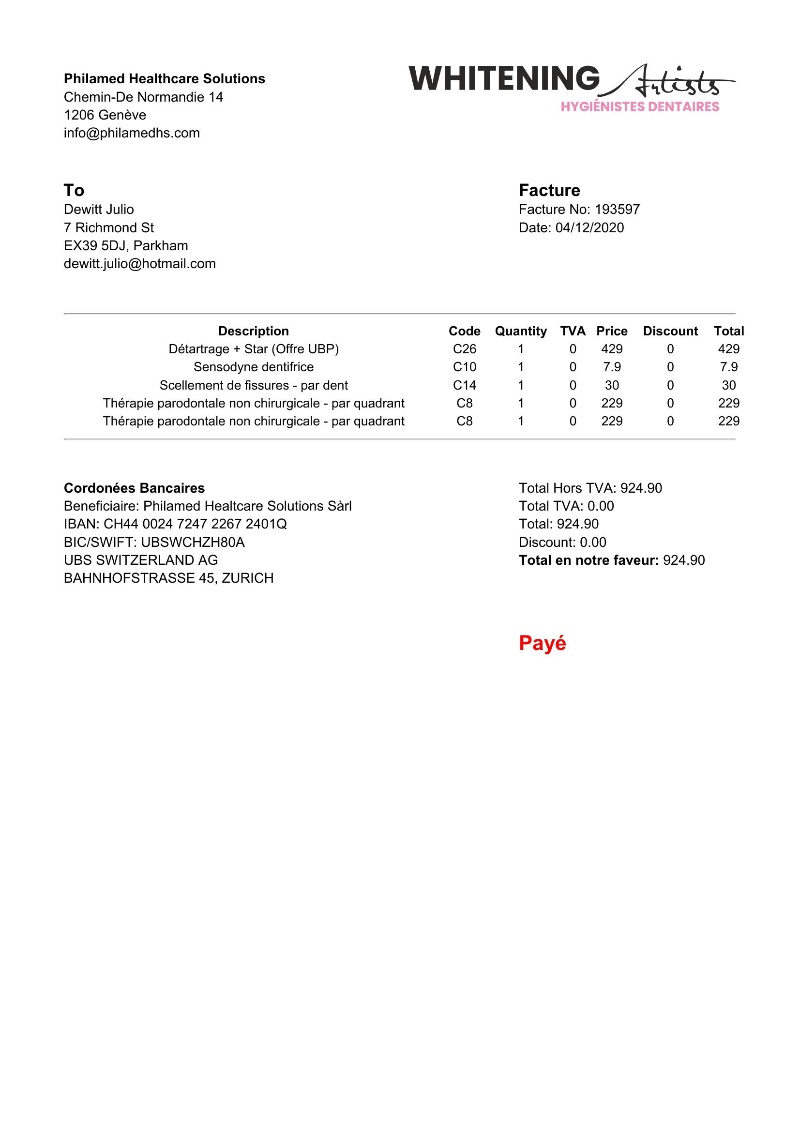 Philamed Healthcare Solutions
Chemin-De Normandie 14
1206 Genève
info@philamedhs.com
WHITENING Artists
HYGIÉNISTES DENTAIRES
To
Dewitt Julio
7 Richmond St
EX39 5DJ, Parkham
dewitt.julio@hotmail.com
Facture
Facture No: 193597
Date: 04/12/2020
Description Code Quantity TVA Price Discount Total
Détartrage + Star (Offre UBP) C26 1 0 429 0 429
Sensodyne dentifrice C10 1 0 7.9 0 7.9
Scellement de fissures - par dent C14 1 0 30 0 30
Thérapie parodontale non chirurgicale - par quadrant C8 1 0 229 0 229
Thérapie parodontale non chirurgicale - par quadrant C8 1 0 229 0 229
Cordonées Bancaires
Beneficiaire: Philamed Healtcare Solutions Sàrl
IBAN: CH44 0024 7247 2267 2401Q
BIC/SWIFT: UBSWCHZH80A
UBS SWITZERLAND AG
BAHNHOFSTRASSE 45, ZURICH
Total Hors TVA: 924.90
Total TVA: 0.00
Total: 924.90
Discount: 0.00
Total en notre faveur: 924.90
Payé